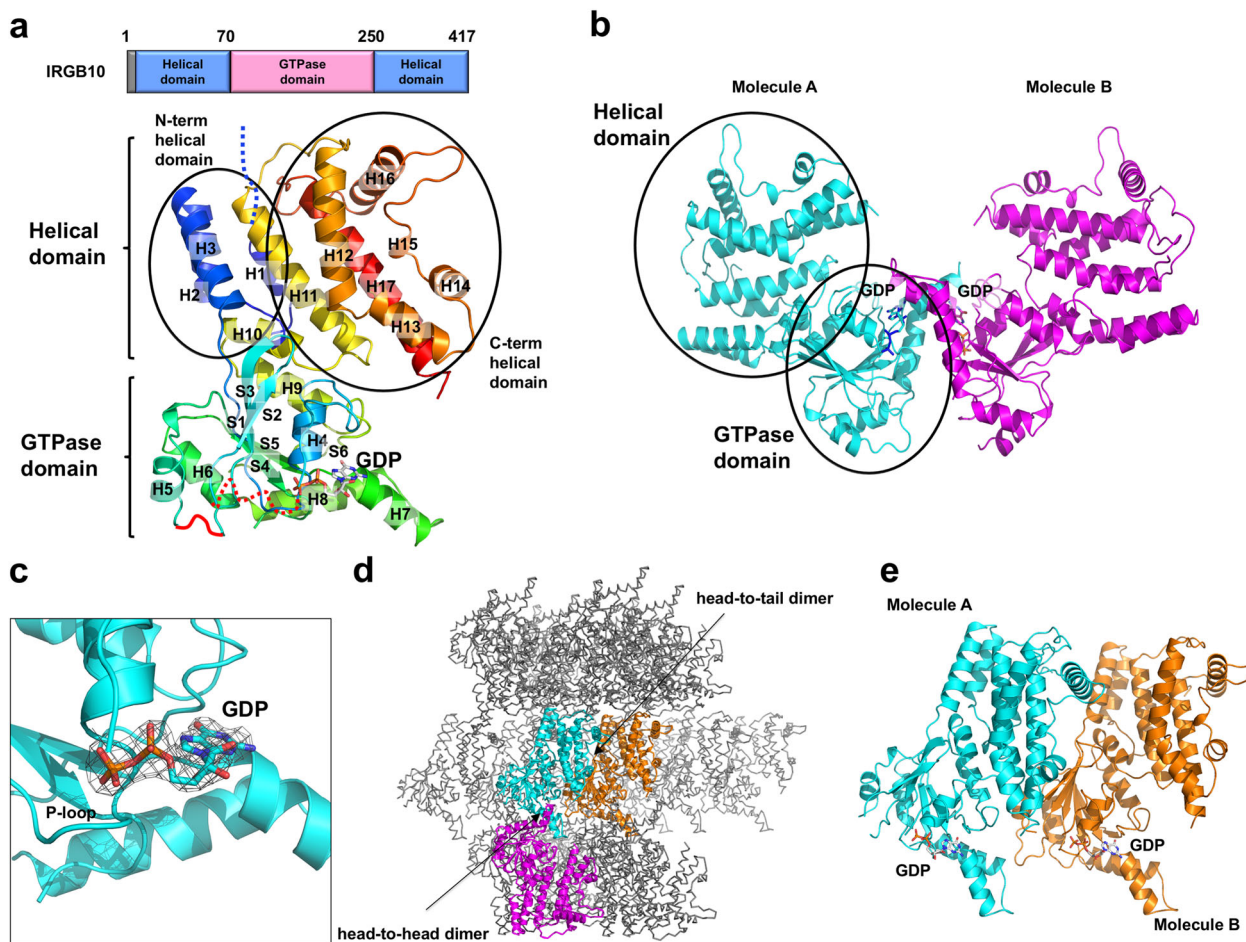 a
1 70 250 417
IRGB10
Helical
domain
GTPase
domain
Helical
domain
N-term
helical
domain
Helical
domain
H16
H3
H1
H12
H15
H2
H11
H17
H14
H10
H13
C-term
helical
domain
S3
H9
S1
S2
H4
GTPase
domain
S5
S6
GDP
H6
S4
H5
H8
H7
b
Molecule A
Molecule B
Helical
domain
GDP
GDP
GTPase
domain
c
GDP
P-loop
d
head-to-tail dimer
head-to-head dimer
e
Molecule A
GDP
GDP
Molecule B